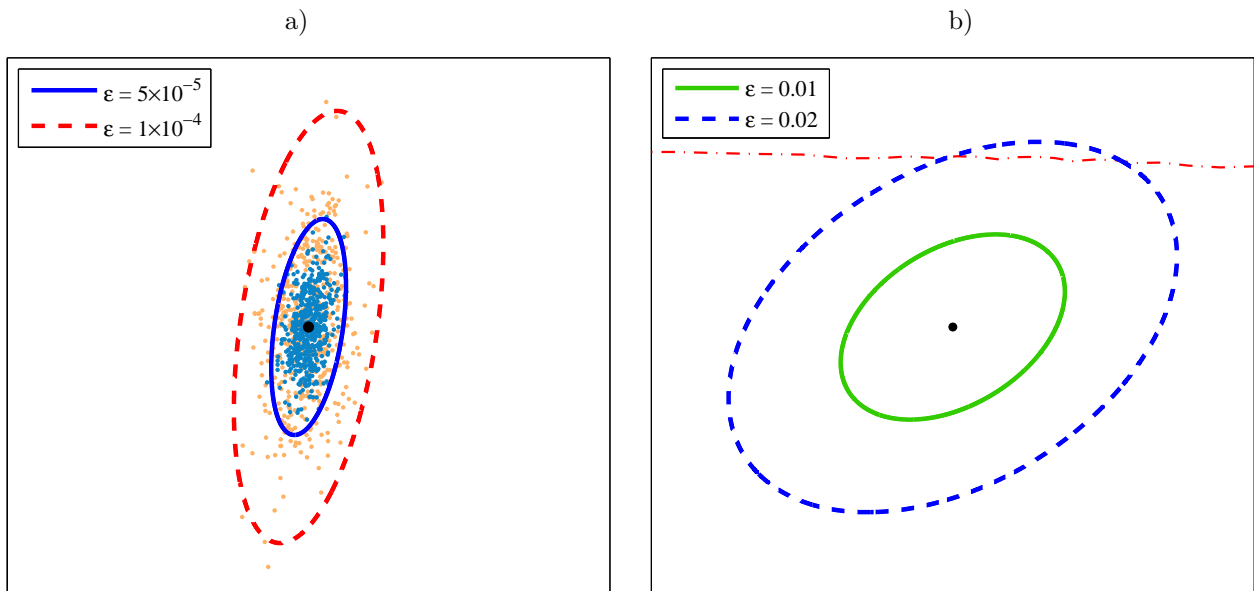 a)
ε = 5×10⁻⁵
ε = 1×10⁻⁴
b)
ε = 0.01
ε = 0.02